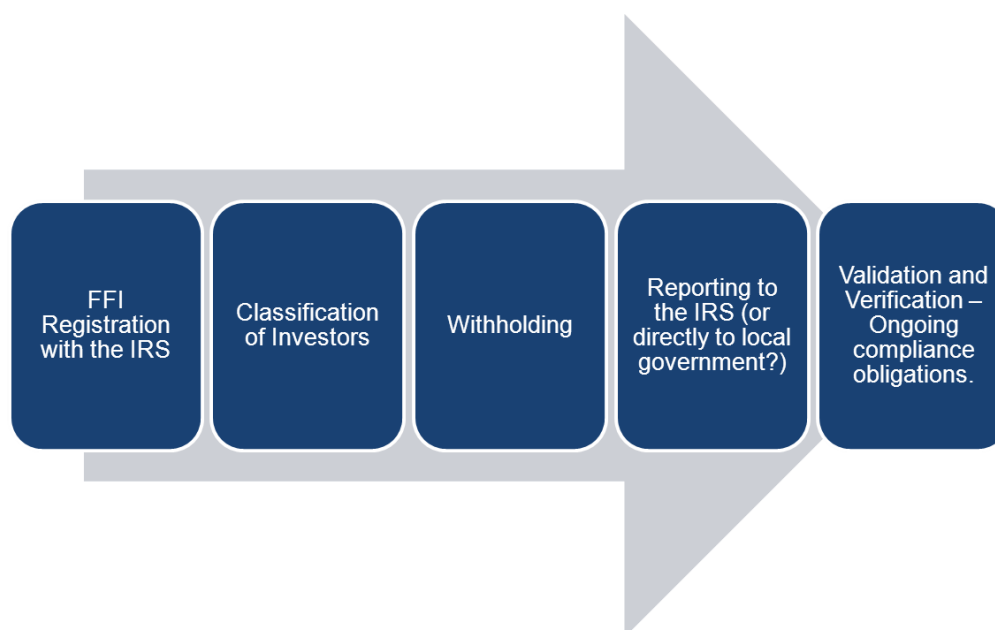 FFI
Registration
with the IRS
Classification
of Investors
Withholding
Reporting to
the IRS (or
directly to local
government?)
Validation and
Verification –
Ongoing
compliance
obligations.